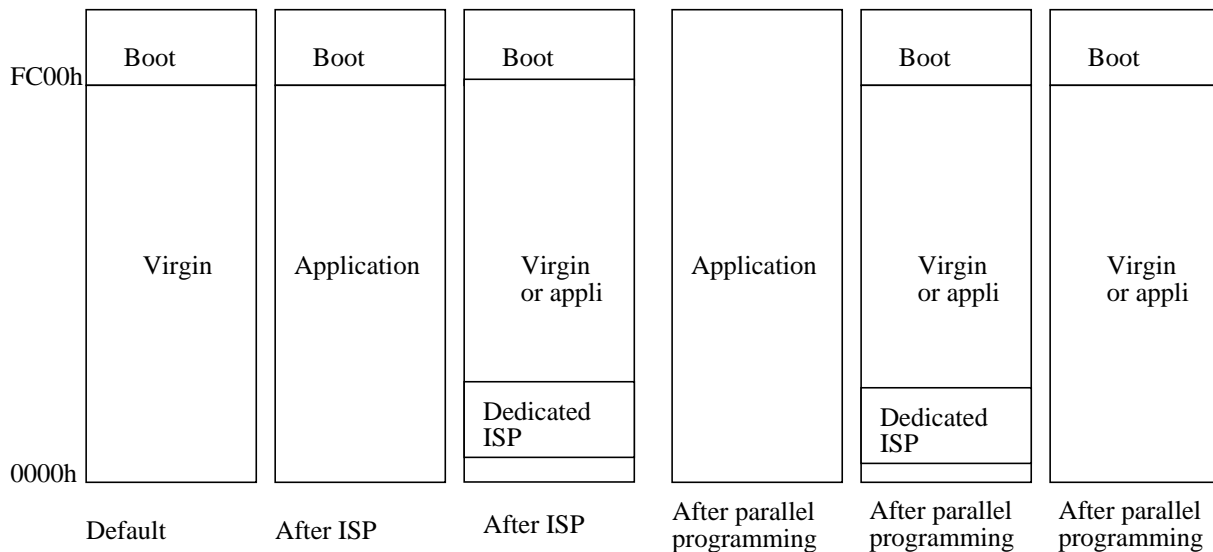 Boot
Boot
Boot
Boot
Boot
FC00h
Virgin
Application
Virgin
or appli
Application
Virgin
or appli
Virgin
or appli
Dedicated
ISP
Dedicated
ISP
0000h
Default
After ISP
After ISP
After parallel
programming
After parallel
programming
After parallel
programming